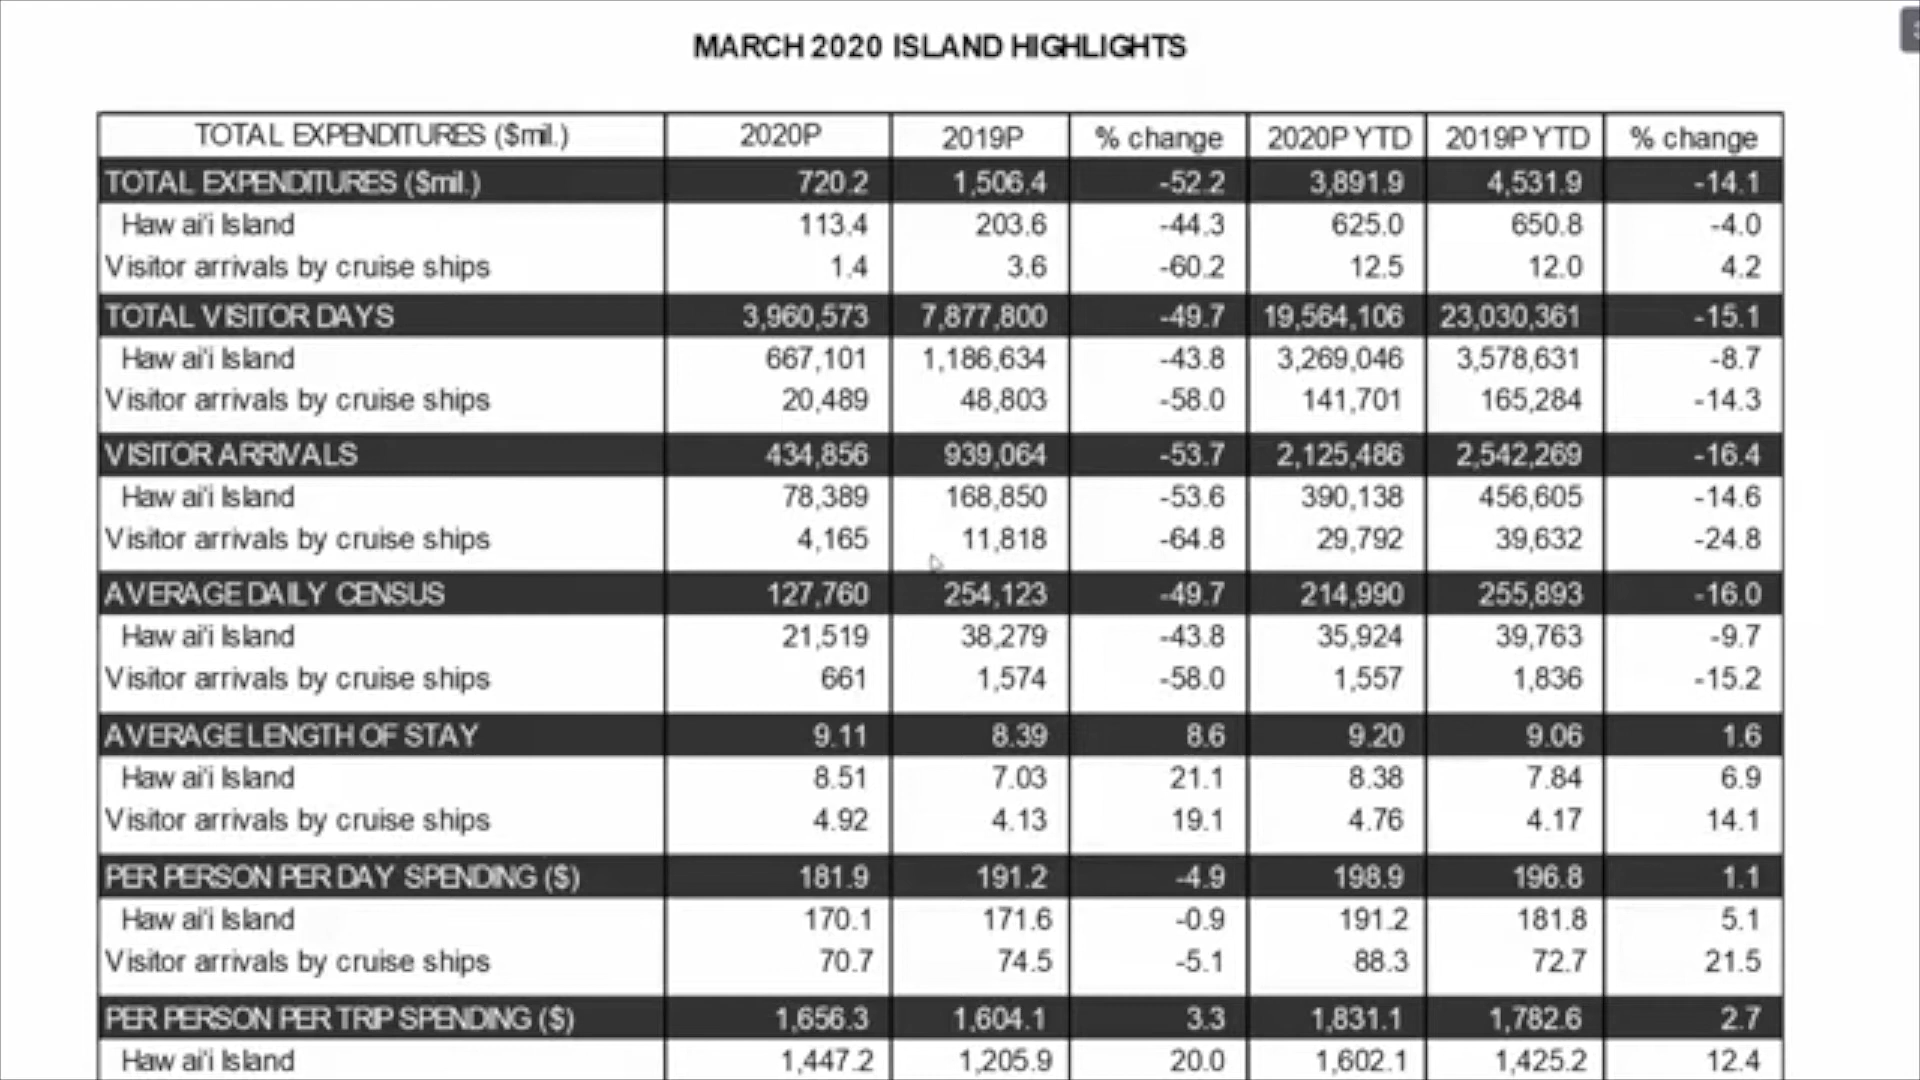 MARCH 2020 ISLAND HIGHLIGHTS
TOTAL EXPENDITURES ($mil.) 2020P 2019P % change 2020P YTD 2019P YTD % change
TOTAL EXPENDITURES ($mil.) 720.2 1,506.4 -52.2 3,891.9 4,531.9 -14.1
Hawai'i Island 113.4 203.6 -44.3 625.0 650.8 -4.0
Visitor arrivals by cruise ships 1.4 3.6 -60.2 12.5 12.0 4.2
TOTAL VISITOR DAYS 3,960,573 7,877,800 -49.7 19,564,106 23,030,361 -15.1
Hawai'i Island 667,101 1,186,634 -43.8 3,269,046 3,578,631 -8.7
Visitor arrivals by cruise ships 20,489 48,803 -58.0 141,701 165,284 -14.3
VISITOR ARRIVALS 434,856 939,064 -53.7 2,125,486 2,542,269 -16.4
Hawai'i Island 78,389 168,850 -53.6 390,138 456,605 -14.6
Visitor arrivals by cruise ships 4,165 11,818 -64.8 29,792 39,632 -24.8
AVERAGE DAILY CENSUS 127,760 254,123 -49.7 214,990 255,893 -16.0
Hawai'i Island 21,519 38,279 -43.8 35,924 39,763 -9.7
Visitor arrivals by cruise ships 661 1,574 -58.0 1,557 1,836 -15.2
AVERAGE LENGTH OF STAY 9.11 8.39 8.6 9.20 9.06 1.6
Hawai'i Island 8.51 7.03 21.1 8.38 7.84 6.9
Visitor arrivals by cruise ships 4.92 4.13 19.1 4.76 4.17 14.1
PER PERSON PER DAY SPENDING ($) 181.9 191.2 -4.9 198.9 196.8 1.1
Hawai'i Island 170.1 171.6 -0.9 191.2 181.8 5.1
Visitor arrivals by cruise ships 70.7 74.5 -5.1 88.3 72.7 21.5
PER PERSON PER TRIP SPENDING ($) 1,656.3 1,604.1 3.3 1,831.1 1,782.6 2.7
Hawai'i Island 1,447.2 1,205.9 20.0 1,602.1 1,425.2 12.4